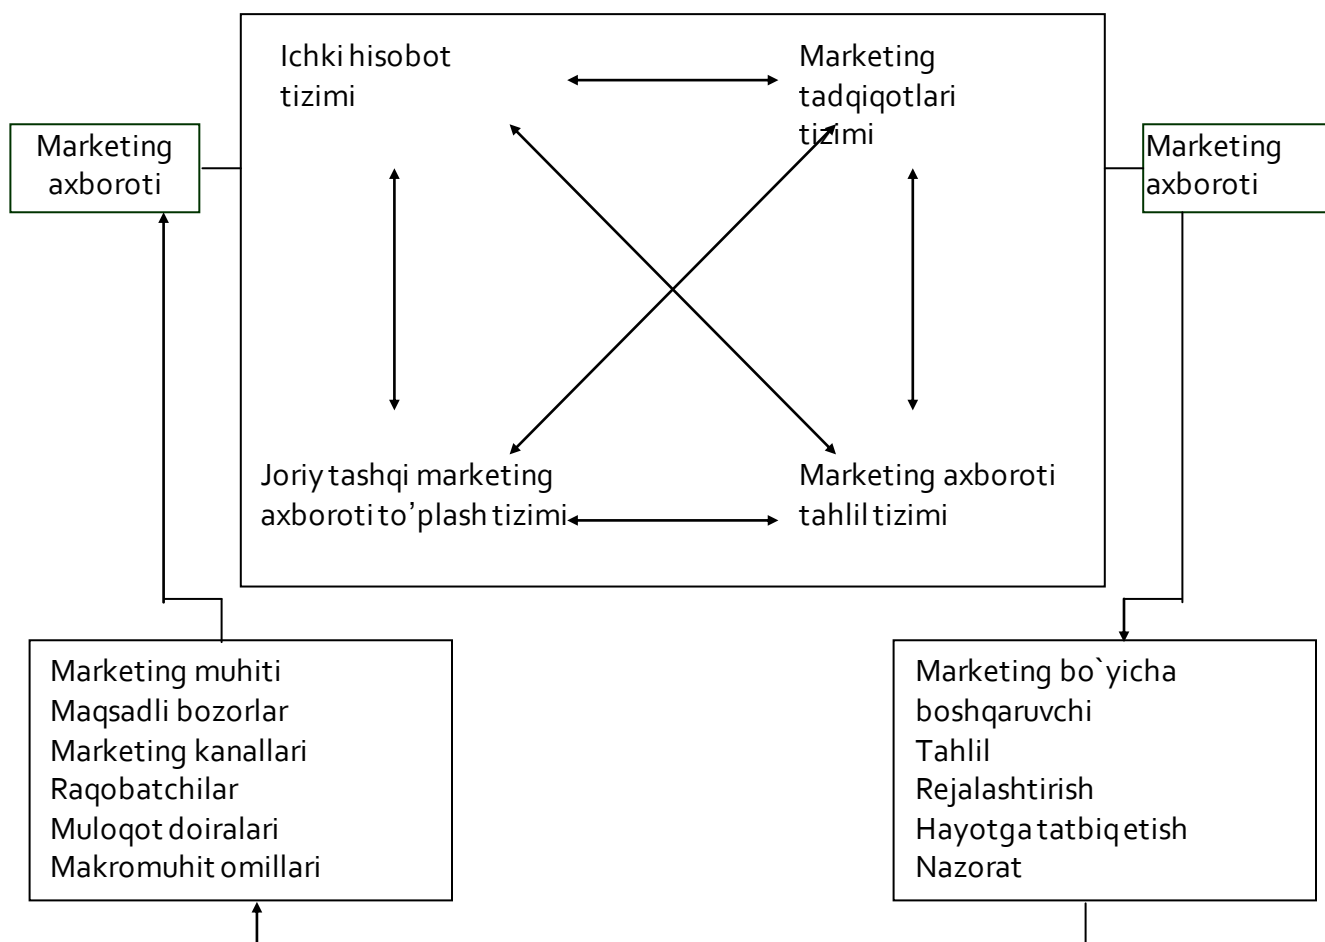 Ichki hisobot
tizimi
Marketing
tadqiqotlari
tizimi
Marketing
axboroti
Marketing
axboroti
Joriy tashqi marketing
axboroti to’plash tizimi
Marketing axboroti
tahlil tizimi
Marketing muhiti
Maqsadli bozorlar
Marketing kanallari
Raqobatchilar
Muloqot doiralari
Makromuhit omillari
Marketing bo`yicha
boshqaruvchi
Tahlil
Rejalashtirish
Hayotga tatbiq etish
Nazorat